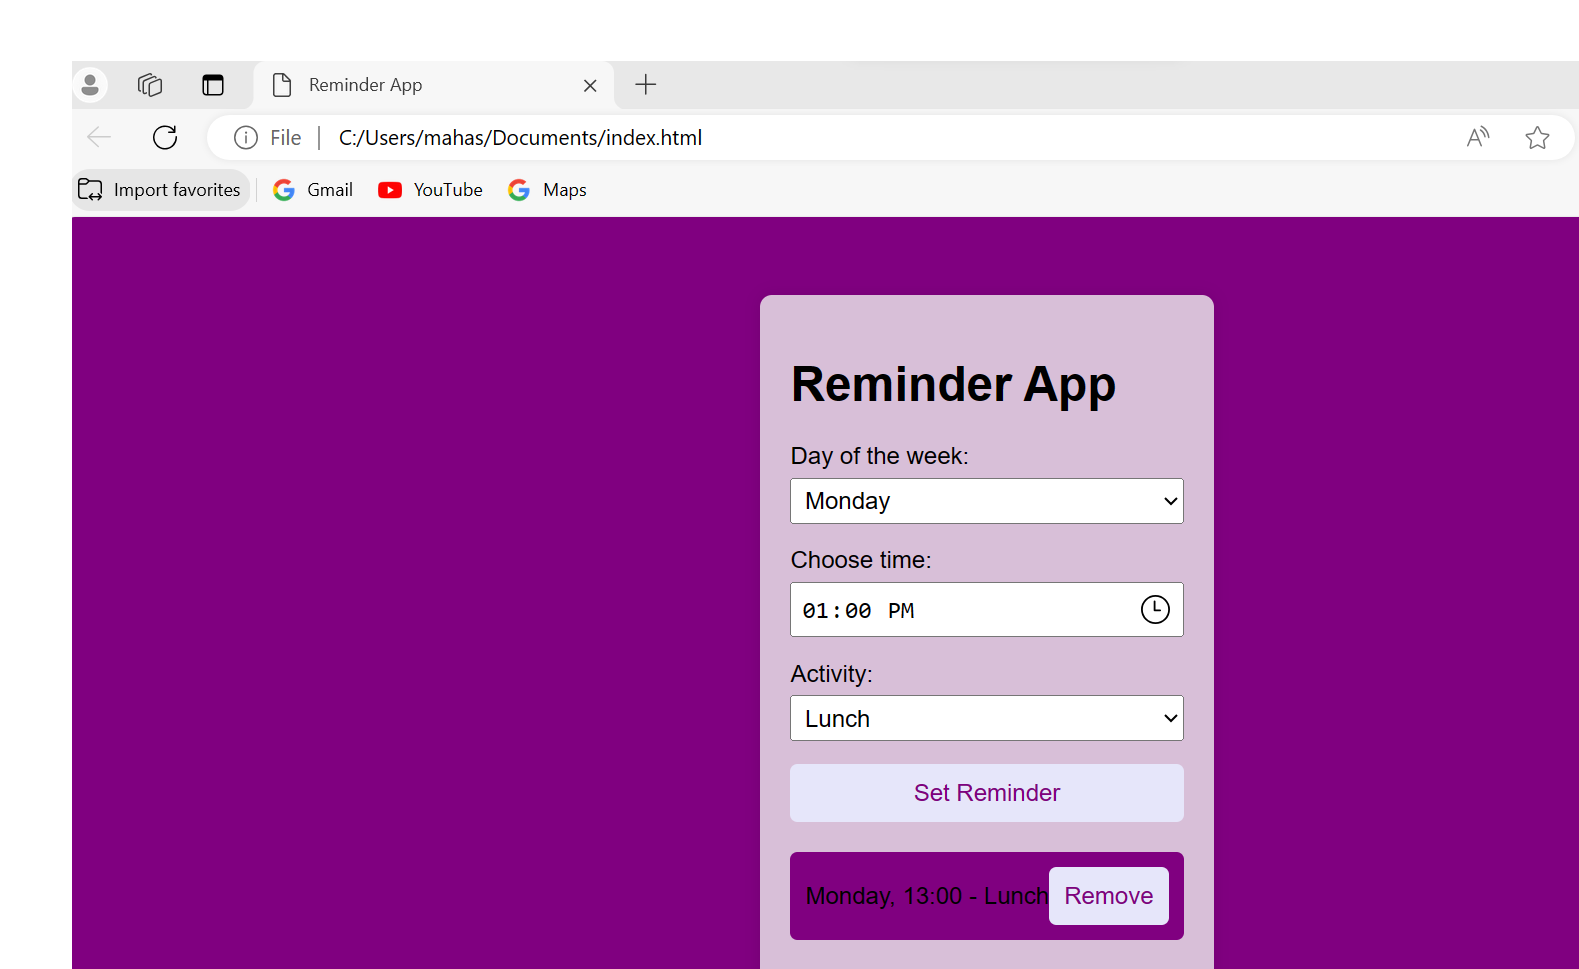 Reminder App
File
C:/Users/mahas/Documents/index.html
Import favorites
Gmail
YouTube
Maps
Reminder App
Day of the week:
Monday
Choose time:
01:00 PM
Activity:
Lunch
Set Reminder
Monday, 13:00 - Lunch
Remove